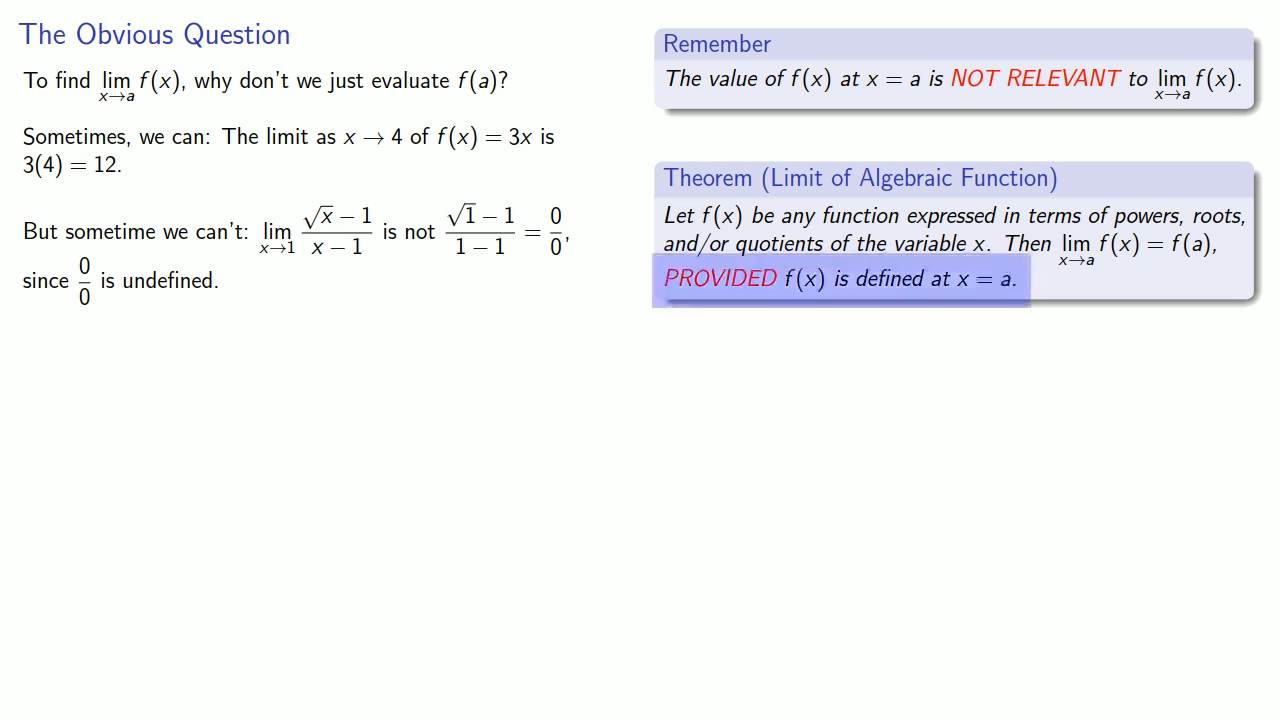 The Obvious Question
To find lim x→a f(x), why don't we just evaluate f(a)?
Sometimes, we can: The limit as x → 4 of f(x) = 3x is
3(4) = 12.
But sometime we can't: lim x→1 (√x − 1)/(x − 1) is not (√1 − 1)/(1 − 1) = 0/0,
since 0/0 is undefined.
Remember
The value of f(x) at x = a is NOT RELEVANT to lim x→a f(x).
Theorem (Limit of Algebraic Function)
Let f(x) be any function expressed in terms of powers, roots,
and/or quotients of the variable x. Then lim x→a f(x) = f(a),
PROVIDED f(x) is defined at x = a.